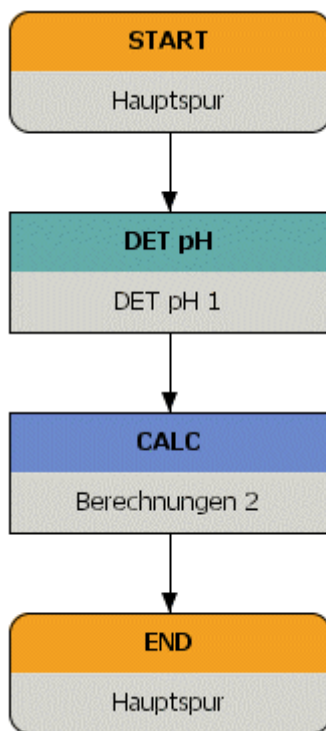 START
Hauptspur
DET pH
DET pH 1
CALC
Berechnungen 2
END
Hauptspur